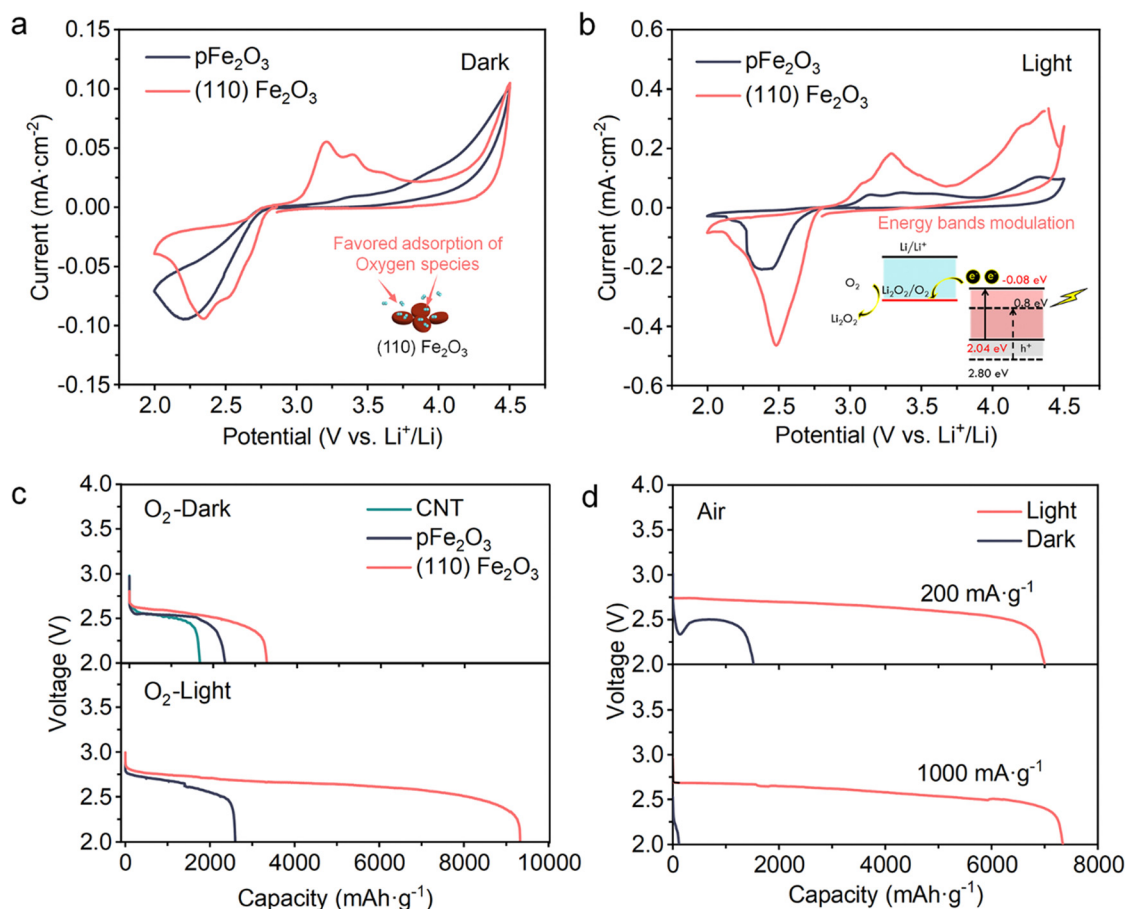 a
0.15
0.10
0.05
0.00
-0.05
-0.10
-0.15
Current (mA·cm⁻²)
pFe₂O₃
(110) Fe₂O₃
Dark
Favored adsorption of
Oxygen species
(110) Fe₂O₃
2.0 2.5 3.0 3.5 4.0 4.5
Potential (V vs. Li⁺/Li)
b
0.6
0.4
0.2
0.0
-0.2
-0.4
-0.6
Current (mA·cm⁻²)
pFe₂O₃
(110) Fe₂O₃
Light
Energy bands modulation
Li/Li⁺
O₂
Li₂O₂/O₂
Li₂O₂
e e
-0.08 eV
0.8 eV
2.04 eV
h⁺
2.80 eV
2.0 2.5 3.0 3.5 4.0 4.5
Potential (V vs. Li⁺/Li)
c
4.0
3.5
3.0
2.5
2.0
3.5
3.0
2.5
2.0
Voltage (V)
O₂-Dark
CNT
pFe₂O₃
(110) Fe₂O₃
O₂-Light
0 2000 4000 6000 8000 10000
Capacity (mAh·g⁻¹)
d
4.0
3.5
3.0
2.5
2.0
3.5
3.0
2.5
2.0
Voltage (V)
Air
Light
Dark
200 mA·g⁻¹
1000 mA·g⁻¹
0 2000 4000 6000 8000
Capacity (mAh·g⁻¹)